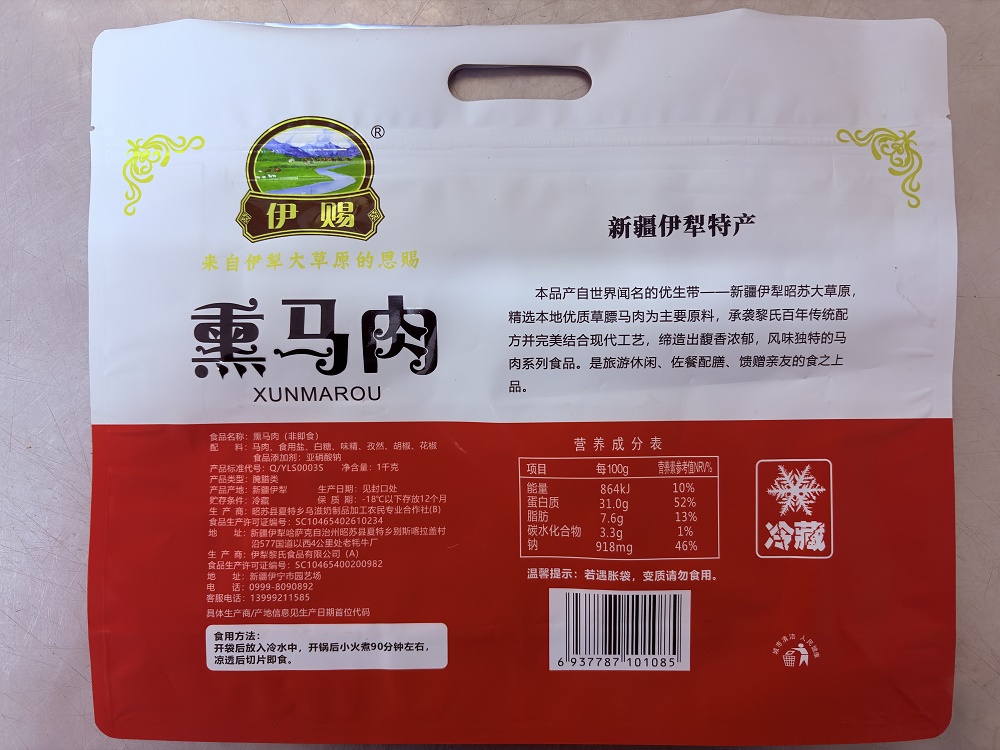 伊赐
®
来自伊犁大草原的恩赐
熏马肉
XUNMAROU
新疆伊犁特产
本品产自世界闻名的优生带——新疆伊犁昭苏大草原，
精选本地优质草膘马肉为主要原料，承袭黎氏百年传统配
方并完美结合现代工艺，缔造出馥香浓郁，风味独特的马
肉系列食品。是旅游休闲、佐餐配膳、馈赠亲友的食之上
品。
食品名称：熏马肉（非即食）
配 料：马肉、食用盐、白糖、味精、孜然、胡椒、花椒
食品添加剂：亚硝酸钠
产品标准代号：Q/YLS0003S 净含量：1千克
产品类型：腌腊类
产品产地：新疆伊犁 生产日期：见封口处
贮存条件：冷藏 保 质 期：-18℃以下存放12个月
生 产 商：昭苏县夏特乡乌滋奶制品加工农民专业合作社(B)
食品生产许可证编号：SC10465402610234
地 址：新疆伊犁哈萨克自治州昭苏县夏特乡别斯喀拉盖村
沿577国道以西4公里处老牦牛厂
生 产 商：伊犁黎氏食品有限公司（A）
食品生产许可证编号：SC10465400200982
地 址：新疆伊宁市园艺场
电 话：0999-8090892
客服电话：13999211585
具体生产商/产地信息见生产日期首位代码
食用方法：
开袋后放入冷水中，开锅后小火煮90分钟左右，
凉透后切片即食。
营养成分表
项目 每100g 营养素参考值NRV%
能量 864kJ 10%
蛋白质 31.0g 52%
脂肪 7.6g 13%
碳水化合物 3.3g 1%
钠 918mg 46%
温馨提示：若遇胀袋，变质请勿食用。
冷藏
6 937787 101085
城市清洁 人民健康